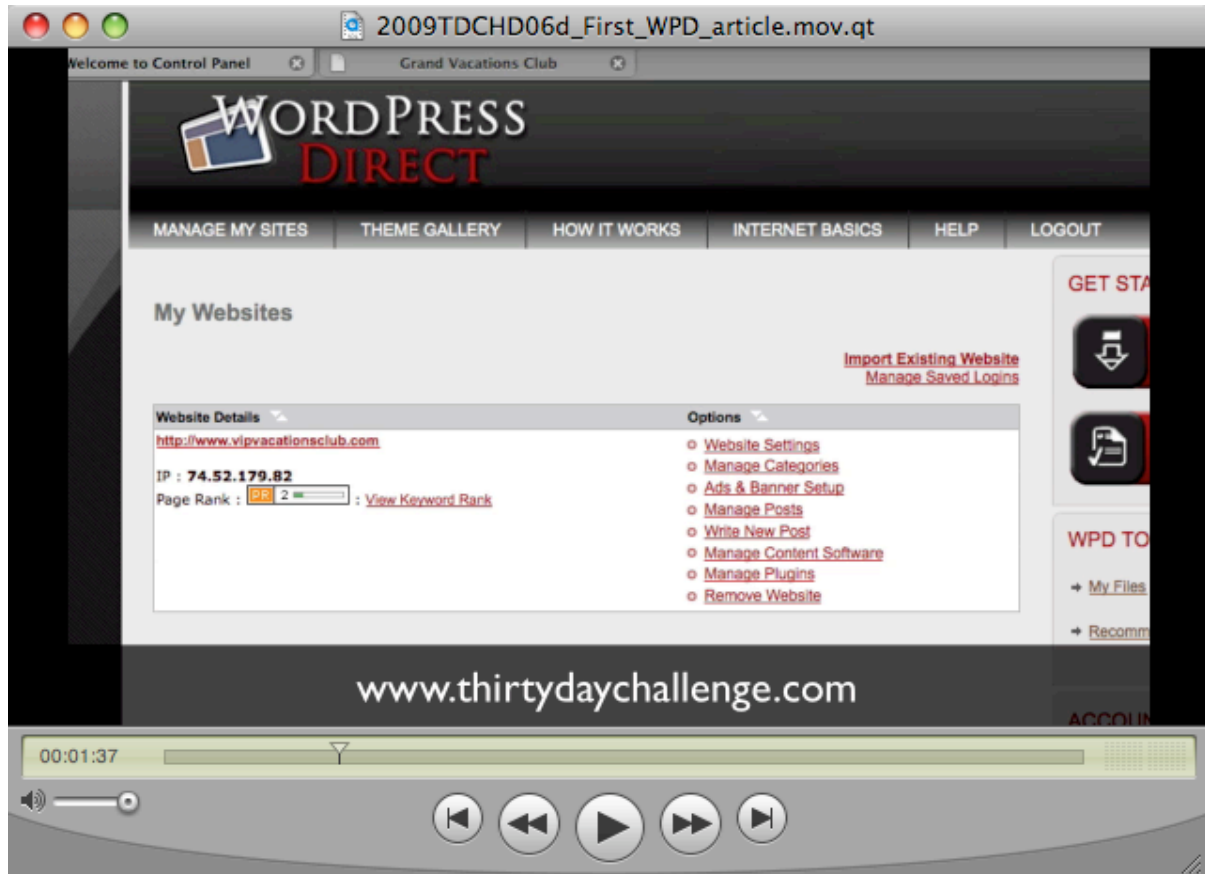 2009TDCHD06d_First_WPD_article.mov.qt
Welcome to Control Panel Grand Vacations Club
WORDPRESS
DIRECT
MANAGE MY SITES THEME GALLERY HOW IT WORKS INTERNET BASICS HELP LOGOUT
GET STA
My Websites
Import Existing Website
Manage Saved Logins
Website Details Options
http://www.vipvacationsclub.com
IP : 74.52.179.82
Page Rank : PR 2 : View Keyword Rank
Website Settings
Manage Categories
Ads & Banner Setup
Manage Posts
Write New Post
Manage Content Software
Manage Plugins
Remove Website
WPD TO
My Files
Recomm
www.thirtydaychallenge.com
ACCOUN
00:01:37